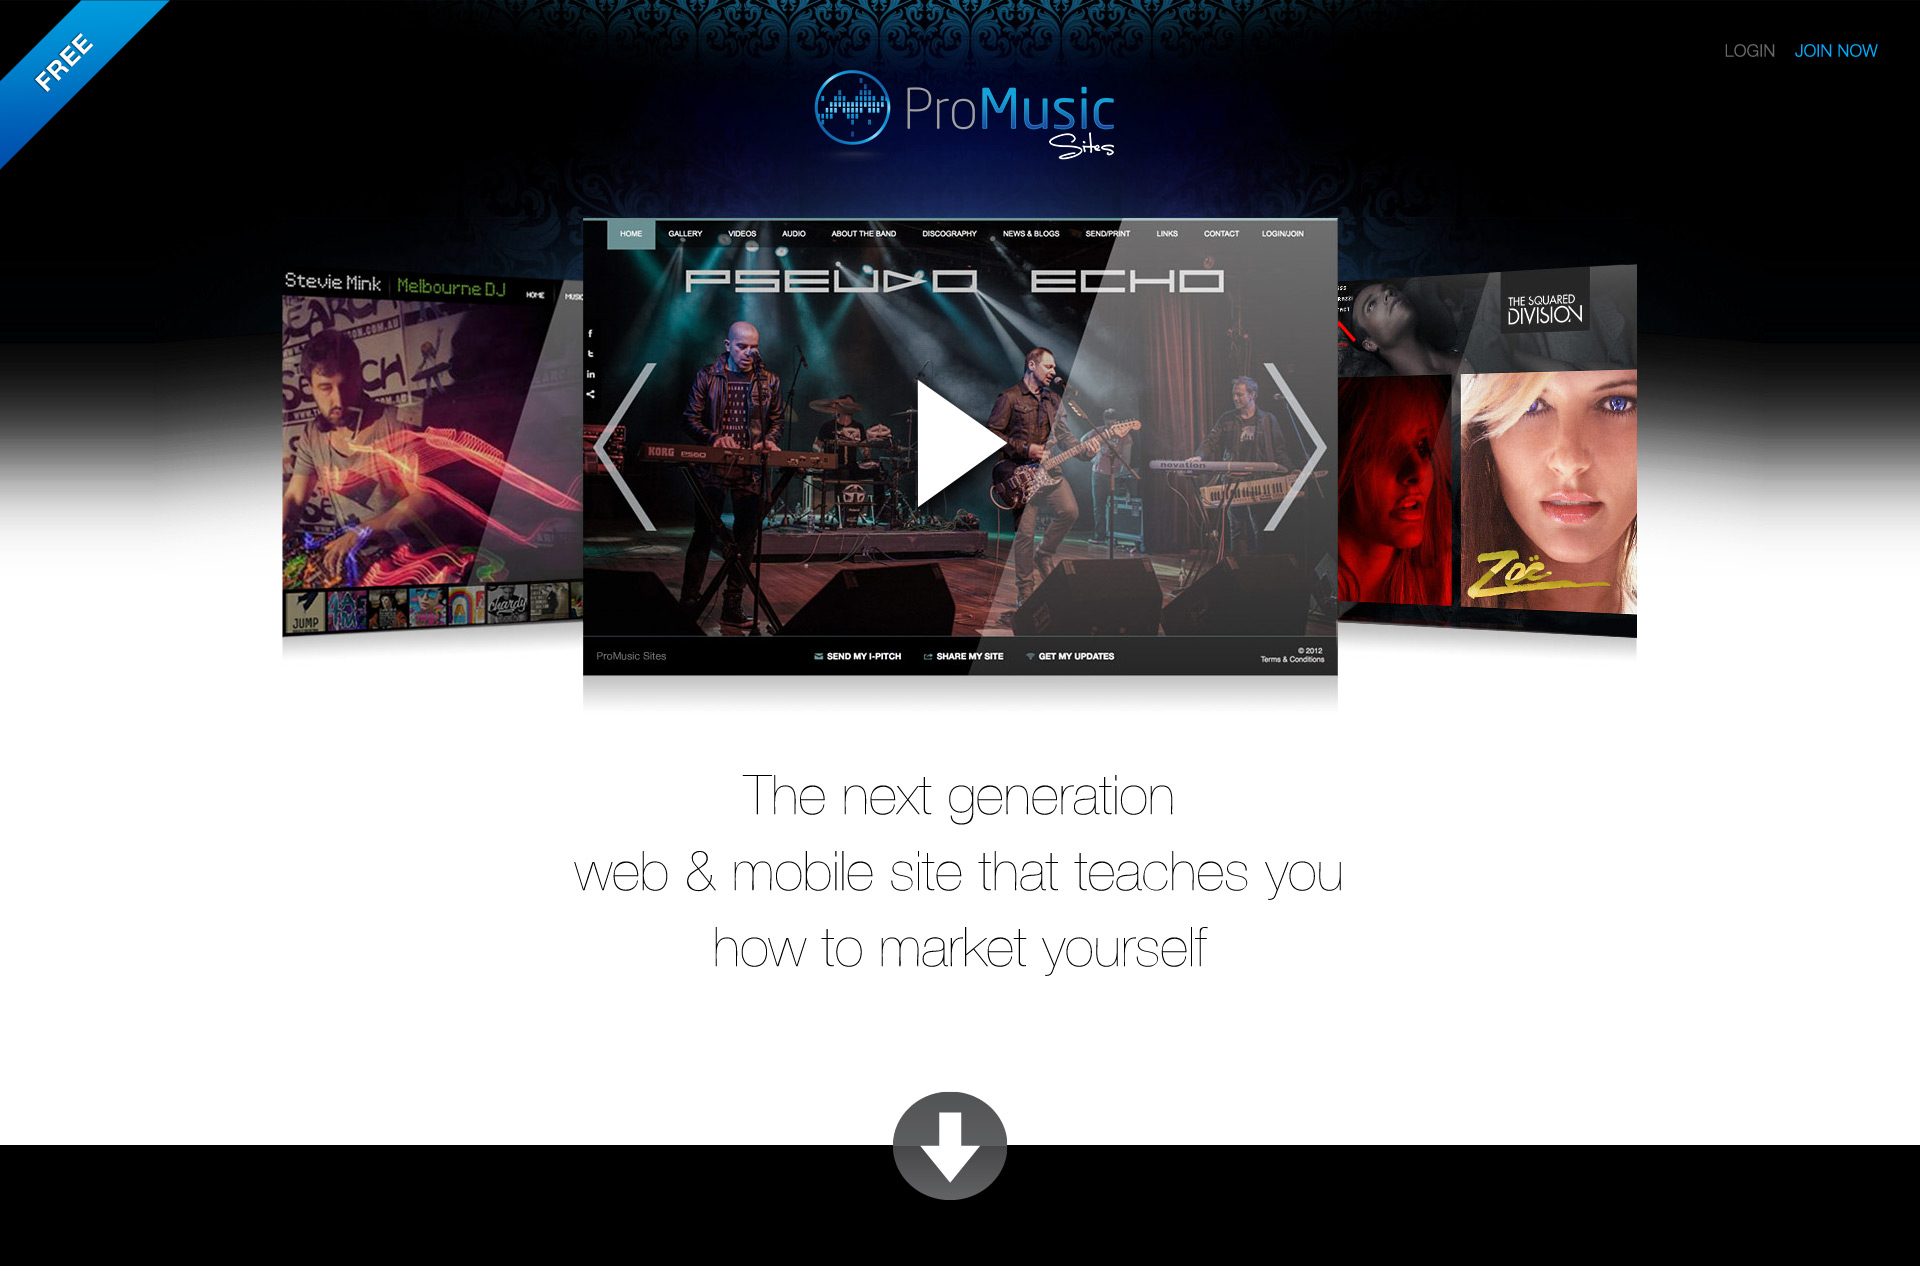 FREE
LOGIN JOIN NOW
ProMusic
Sites
HOME GALLERY VIDEOS AUDIO ABOUT THE BAND DISCOGRAPHY NEWS & BLOGS SEND/PRINT LINKS CONTACT LOGIN/JOIN
PSEUDO ECHO
Stevie Mink | Melbourne DJ HOME MUSIC
THE SQUARED
DIVISION
KORG
novation
Zoë
JUMP
chardy
ProMusic Sites SEND MY I-PITCH SHARE MY SITE GET MY UPDATES © 2012
Terms & Conditions
The next generation
web & mobile site that teaches you
how to market yourself